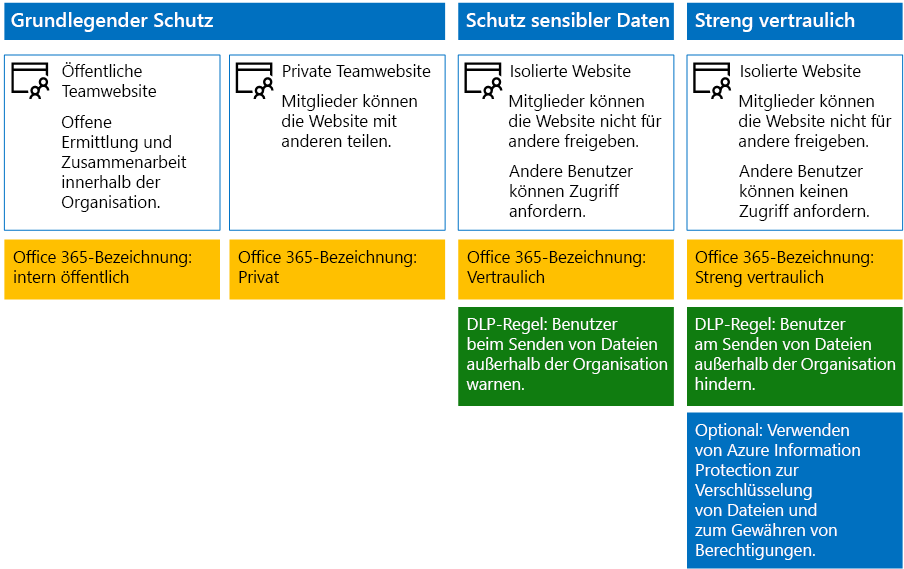 Grundlegender Schutz
Schutz sensibler Daten
Streng vertraulich
Öffentliche
Teamwebsite
Offene
Ermittlung und
Zusammenarbeit
innerhalb der
Organisation.
Private Teamwebsite
Mitglieder können
die Website mit
anderen teilen.
Isolierte Website
Mitglieder können
die Website nicht für
andere freigeben.
Andere Benutzer
können Zugriff
anfordern.
Isolierte Website
Mitglieder können
die Website nicht für
andere freigeben.
Andere Benutzer
können keinen
Zugriff anfordern.
Office 365-Bezeichnung:
intern öffentlich
Office 365-Bezeichnung:
Privat
Office 365-Bezeichnung:
Vertraulich
Office 365-Bezeichnung:
Streng vertraulich
DLP-Regel: Benutzer
beim Senden von Dateien
außerhalb der Organisation
warnen.
DLP-Regel: Benutzer
am Senden von Dateien
außerhalb der Organisation
hindern.
Optional: Verwenden
von Azure Information
Protection zur
Verschlüsselung
von Dateien und
zum Gewähren von
Berechtigungen.